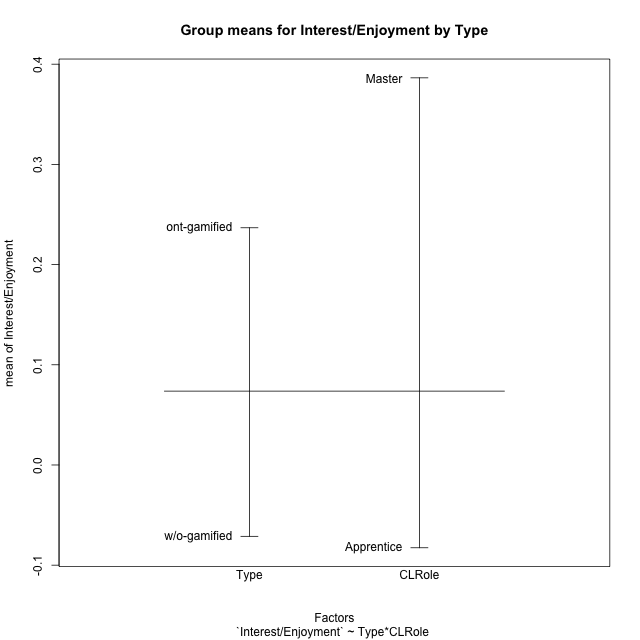 Group means for Interest/Enjoyment by Type
0.4
Master
0.3
ont-gamified
0.2
mean of Interest/Enjoyment
0.1
0.0
w/o-gamified
Apprentice
-0.1
Type CLRole
Factors
`Interest/Enjoyment` ~ Type*CLRole